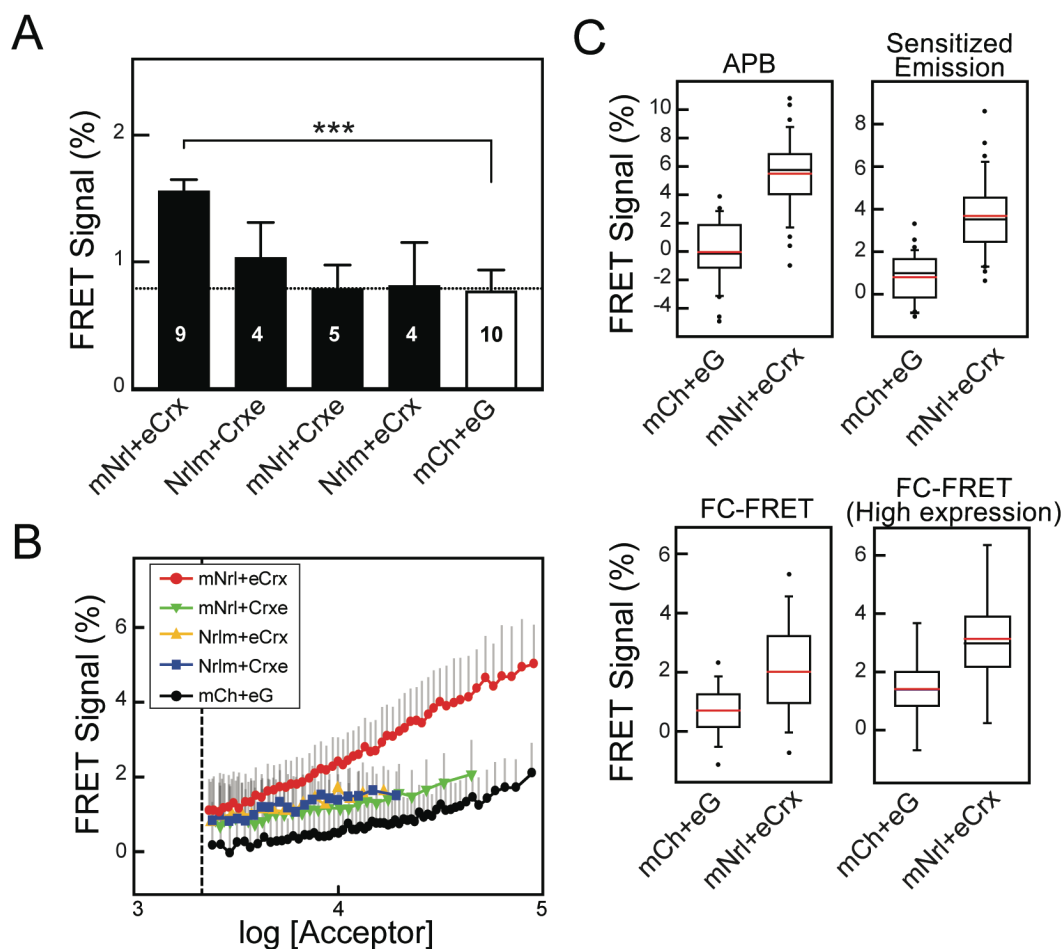 A
FRET Signal (%)
2
1
0
***
9
4
5
4
10
mNrl+eCrx
Nrlm+Crxe
mNrl+Crxe
Nrlm+eCrx
mCh+eG
B
FRET Signal (%)
6
4
2
0
mNrl+eCrx
mNrl+Crxe
Nrlm+eCrx
Nrlm+Crxe
mCh+eG
3
4
5
log [Acceptor]
C
APB
FRET Signal (%)
10
8
6
4
2
0
-2
-4
mCh+eG
mNrl+eCrx
Sensitized
Emission
8
6
4
2
0
mCh+eG
mNrl+eCrx
FC-FRET
FRET Signal (%)
6
4
2
0
mCh+eG
mNrl+eCrx
FC-FRET
(High expression)
6
4
2
0
mCh+eG
mNrl+eCrx